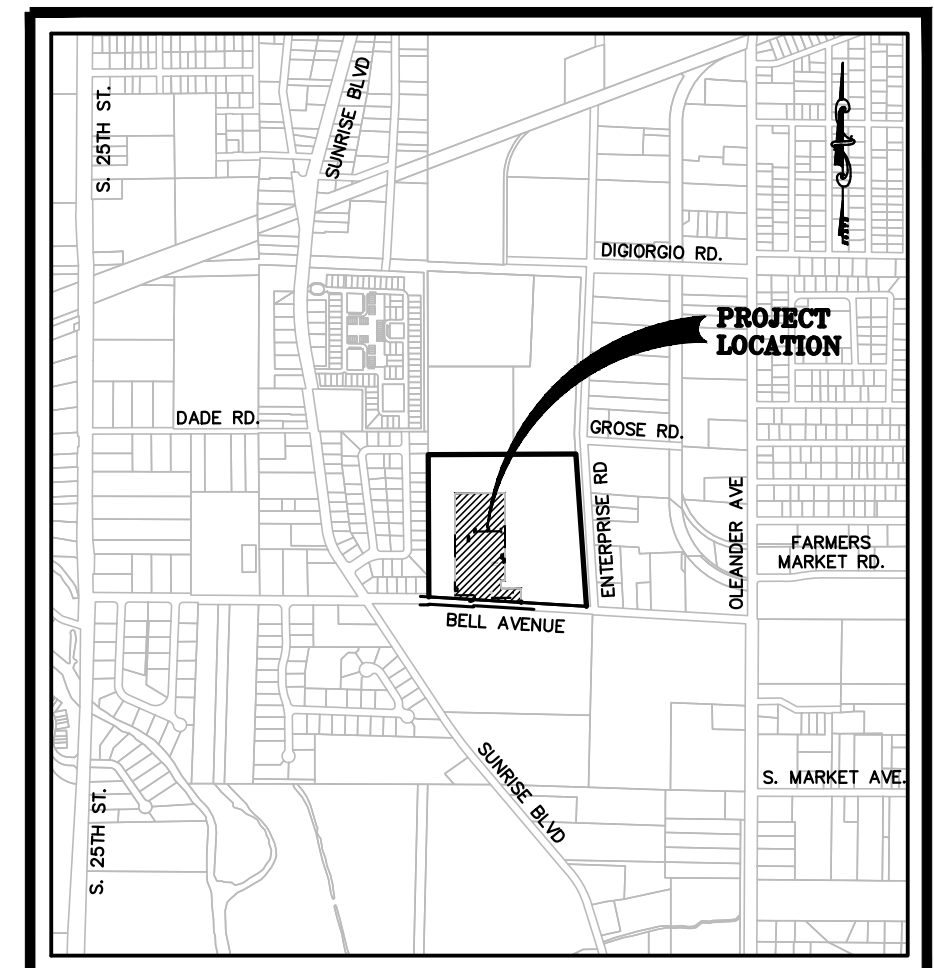 S. 25TH ST.
SUNRISE BLVD
DIGIORGIO RD.
PROJECT
LOCATION
DADE RD.
GROSE RD.
ENTERPRISE RD
OLEANDER AVE
FARMERS
MARKET RD.
BELL AVENUE
SUNRISE BLVD
S. MARKET AVE.
S. 25TH ST.